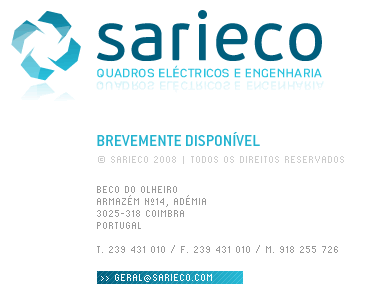 sarieco
QUADROS ELÉCTRICOS E ENGENHARIA
BREVEMENTE DISPONÍVEL
© SARIECO 2008 | TODOS OS DIREITOS RESERVADOS
BECO DO OLHEIRO
ARMAZÉM Nº14, ADÉMIA
3025-318 COIMBRA
PORTUGAL
T. 239 431 010 / F. 239 431 010 / M. 918 255 726
>> GERAL@SARIECO.COM